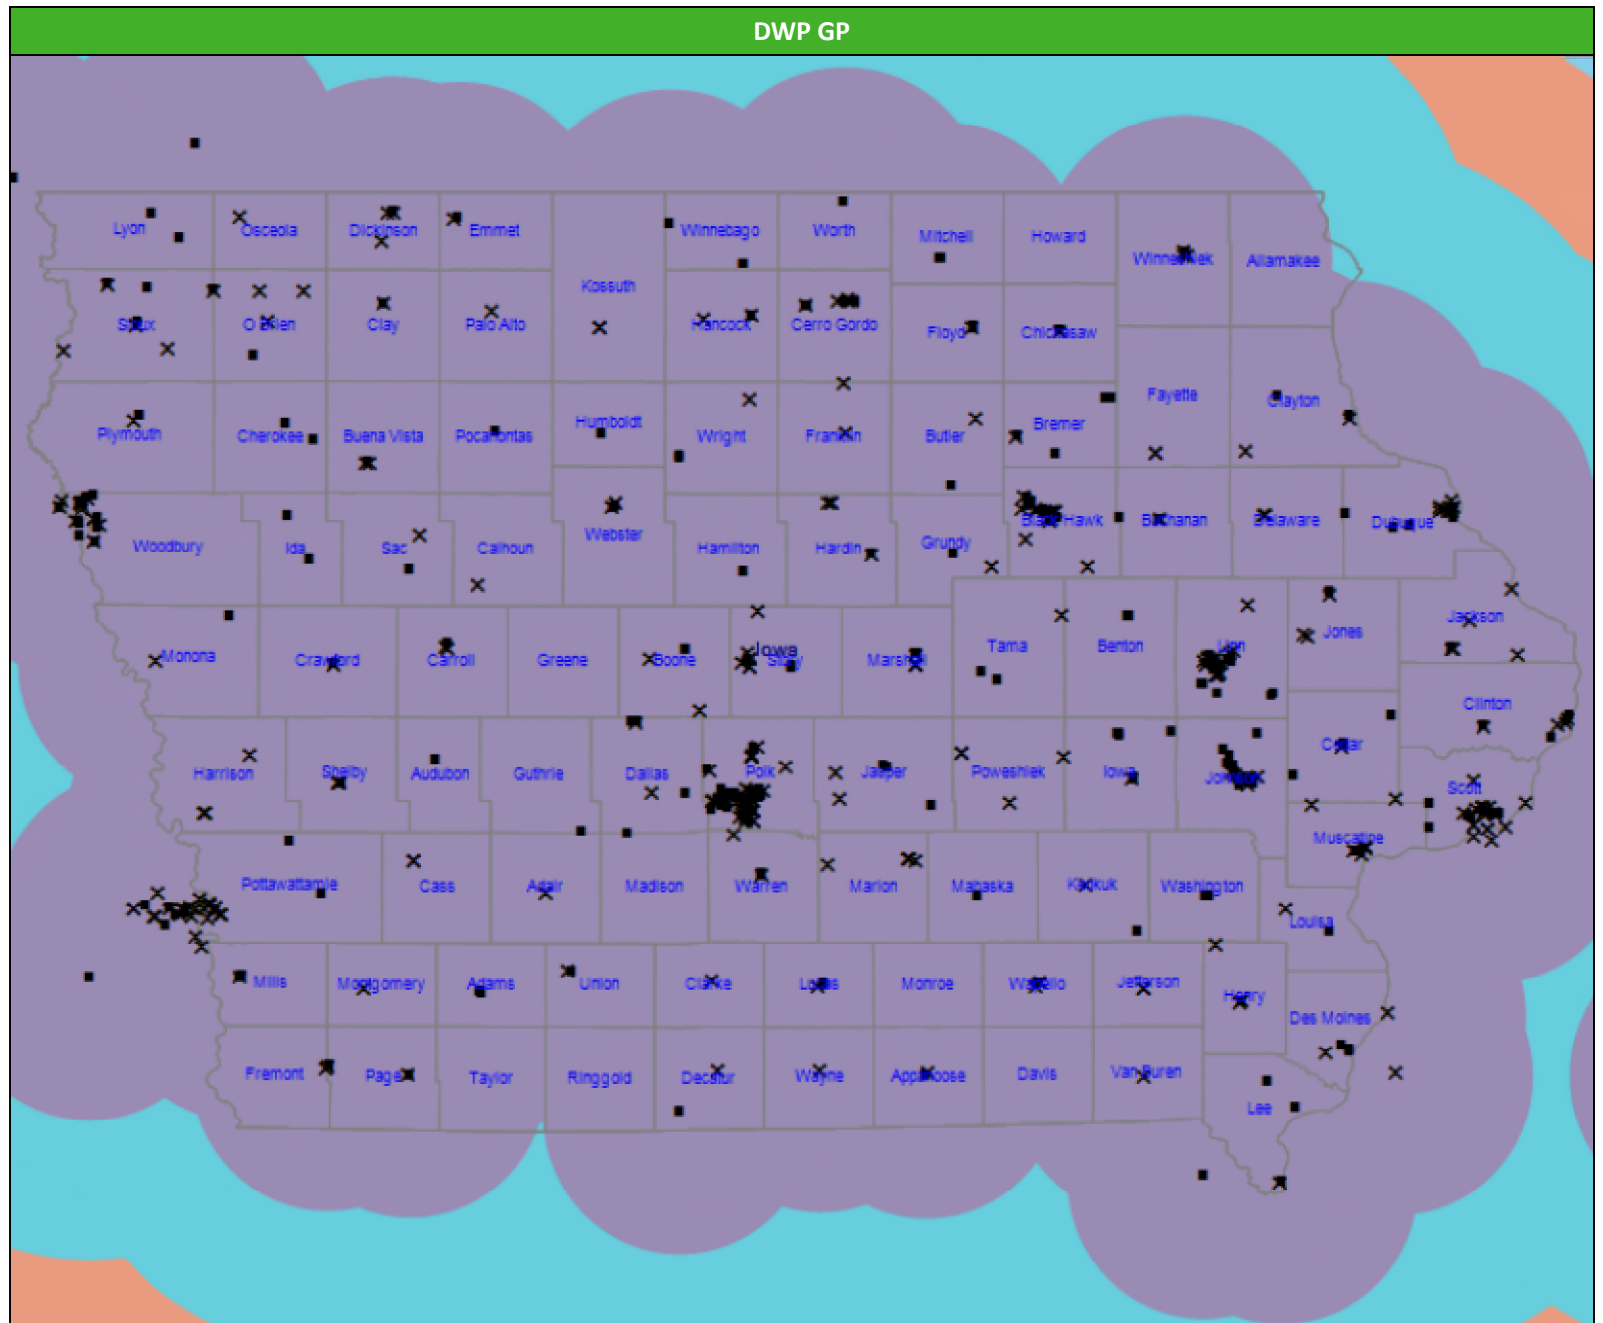 DWP GP
Lyon
Osceola
Dickinson
Emmet
Winnebago
Worth
Mitchell
Howard
Winneshiek
Allamakee
Kossuth
Sioux
O Brien
Clay
Palo Alto
Hancock
Cerro Gordo
Floyd
Chickasaw
Fayette
Clayton
Plymouth
Cherokee
Buena Vista
Pocahontas
Humboldt
Wright
Franklin
Butler
Bremer
Woodbury
Ida
Sac
Calhoun
Webster
Hamilton
Hardin
Grundy
Black Hawk
Buchanan
Delaware
Dubuque
Monona
Crawford
Carroll
Greene
Boone
Iowa
Story
Marshall
Tama
Benton
Linn
Jones
Jackson
Clinton
Harrison
Shelby
Audubon
Guthrie
Dallas
Polk
Jasper
Poweshiek
Iowa
Johnson
Cedar
Scott
Muscatine
Pottawattamie
Cass
Adair
Madison
Warren
Marion
Mahaska
Keokuk
Washington
Louisa
Mills
Montgomery
Adams
Union
Clarke
Lucas
Monroe
Wapello
Jefferson
Henry
Des Moines
Fremont
Page
Taylor
Ringgold
Decatur
Wayne
Appanoose
Davis
Van Buren
Lee